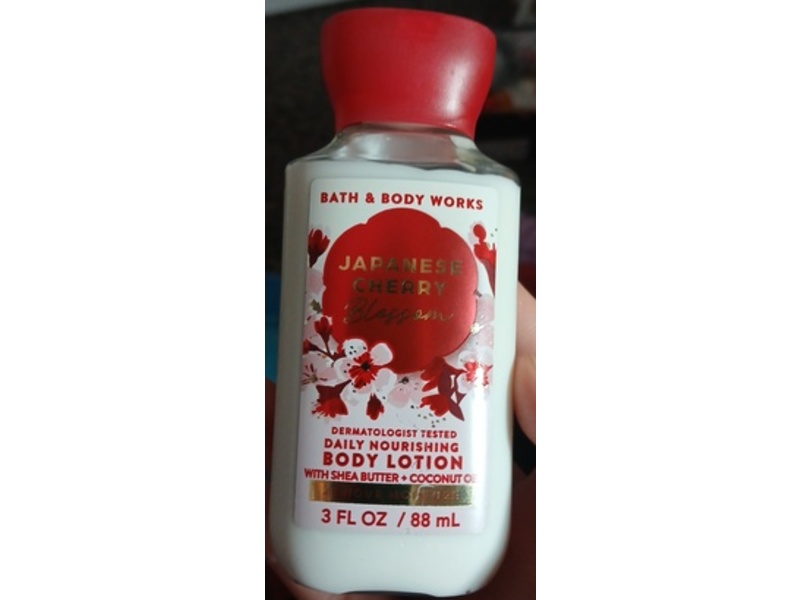 BATH & BODY WORKS
JAPANESE
CHERRY
Blossom
DERMATOLOGIST TESTED
DAILY NOURISHING
BODY LOTION
WITH SHEA BUTTER + COCONUT
3 FL OZ / 88 mL